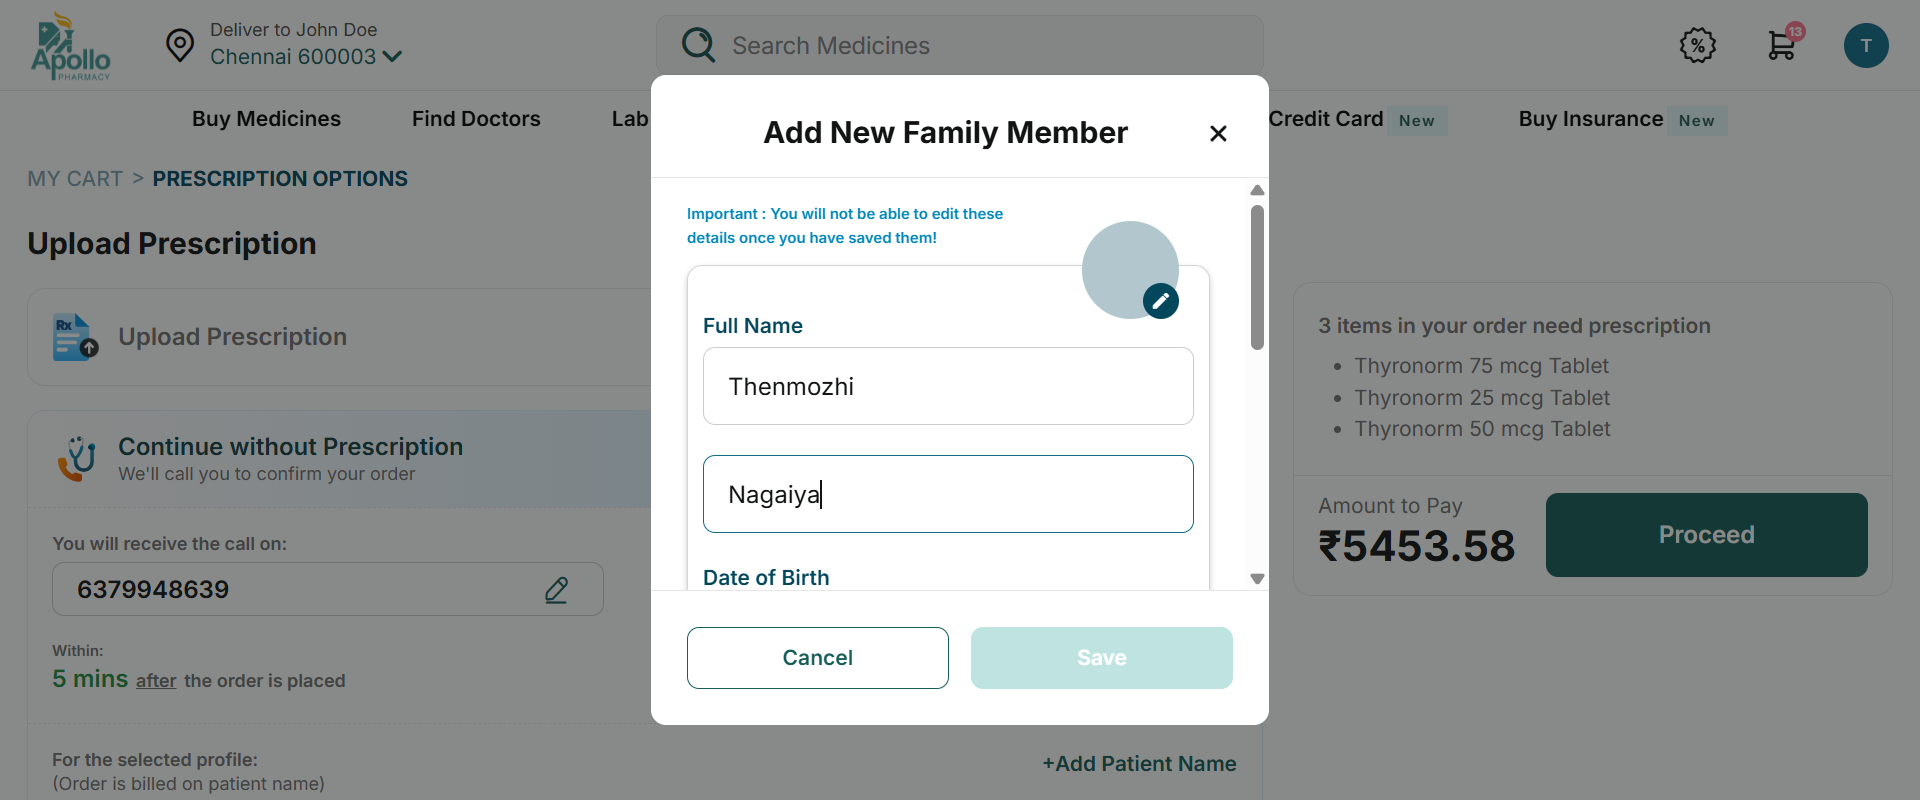 Apollo
PHARMACY
Deliver to John Doe
Chennai 600003
Search Medicines
%
13
T
Buy Medicines
Find Doctors
Lab
Credit Card New
Buy Insurance New
MY CART > PRESCRIPTION OPTIONS
Upload Prescription
Rx
Upload Prescription
Continue without Prescription
We'll call you to confirm your order
You will receive the call on:
6379948639
Within:
5 mins after the order is placed
For the selected profile:
(Order is billed on patient name)
+Add Patient Name
Add New Family Member
Important : You will not be able to edit these
details once you have saved them!
Full Name
Thenmozhi
Nagaiya
Date of Birth
Cancel
Save
3 items in your order need prescription
• Thyronorm 75 mcg Tablet
• Thyronorm 25 mcg Tablet
• Thyronorm 50 mcg Tablet
Amount to Pay
₹5453.58
Proceed